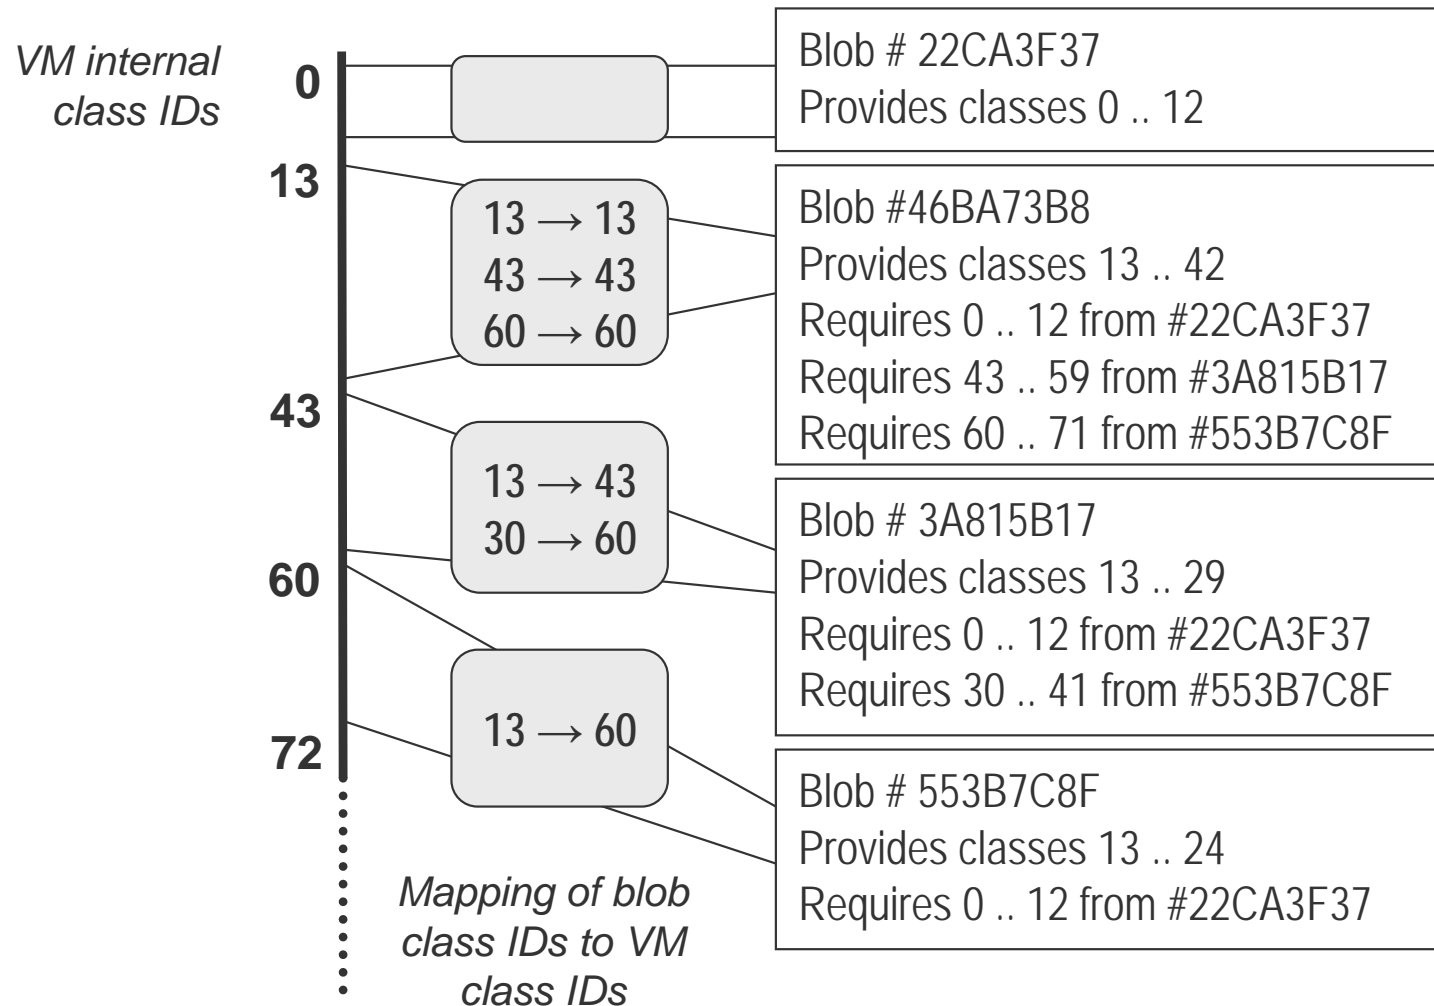 VM internal
class IDs
0
13
43
60
72
13 → 13
43 → 43
60 → 60
13 → 43
30 → 60
13 → 60
Mapping of blob
class IDs to VM
class IDs
Blob # 22CA3F37
Provides classes 0 .. 12
Blob #46BA73B8
Provides classes 13 .. 42
Requires 0 .. 12 from #22CA3F37
Requires 43 .. 59 from #3A815B17
Requires 60 .. 71 from #553B7C8F
Blob # 3A815B17
Provides classes 13 .. 29
Requires 0 .. 12 from #22CA3F37
Requires 30 .. 41 from #553B7C8F
Blob # 553B7C8F
Provides classes 13 .. 24
Requires 0 .. 12 from #22CA3F37